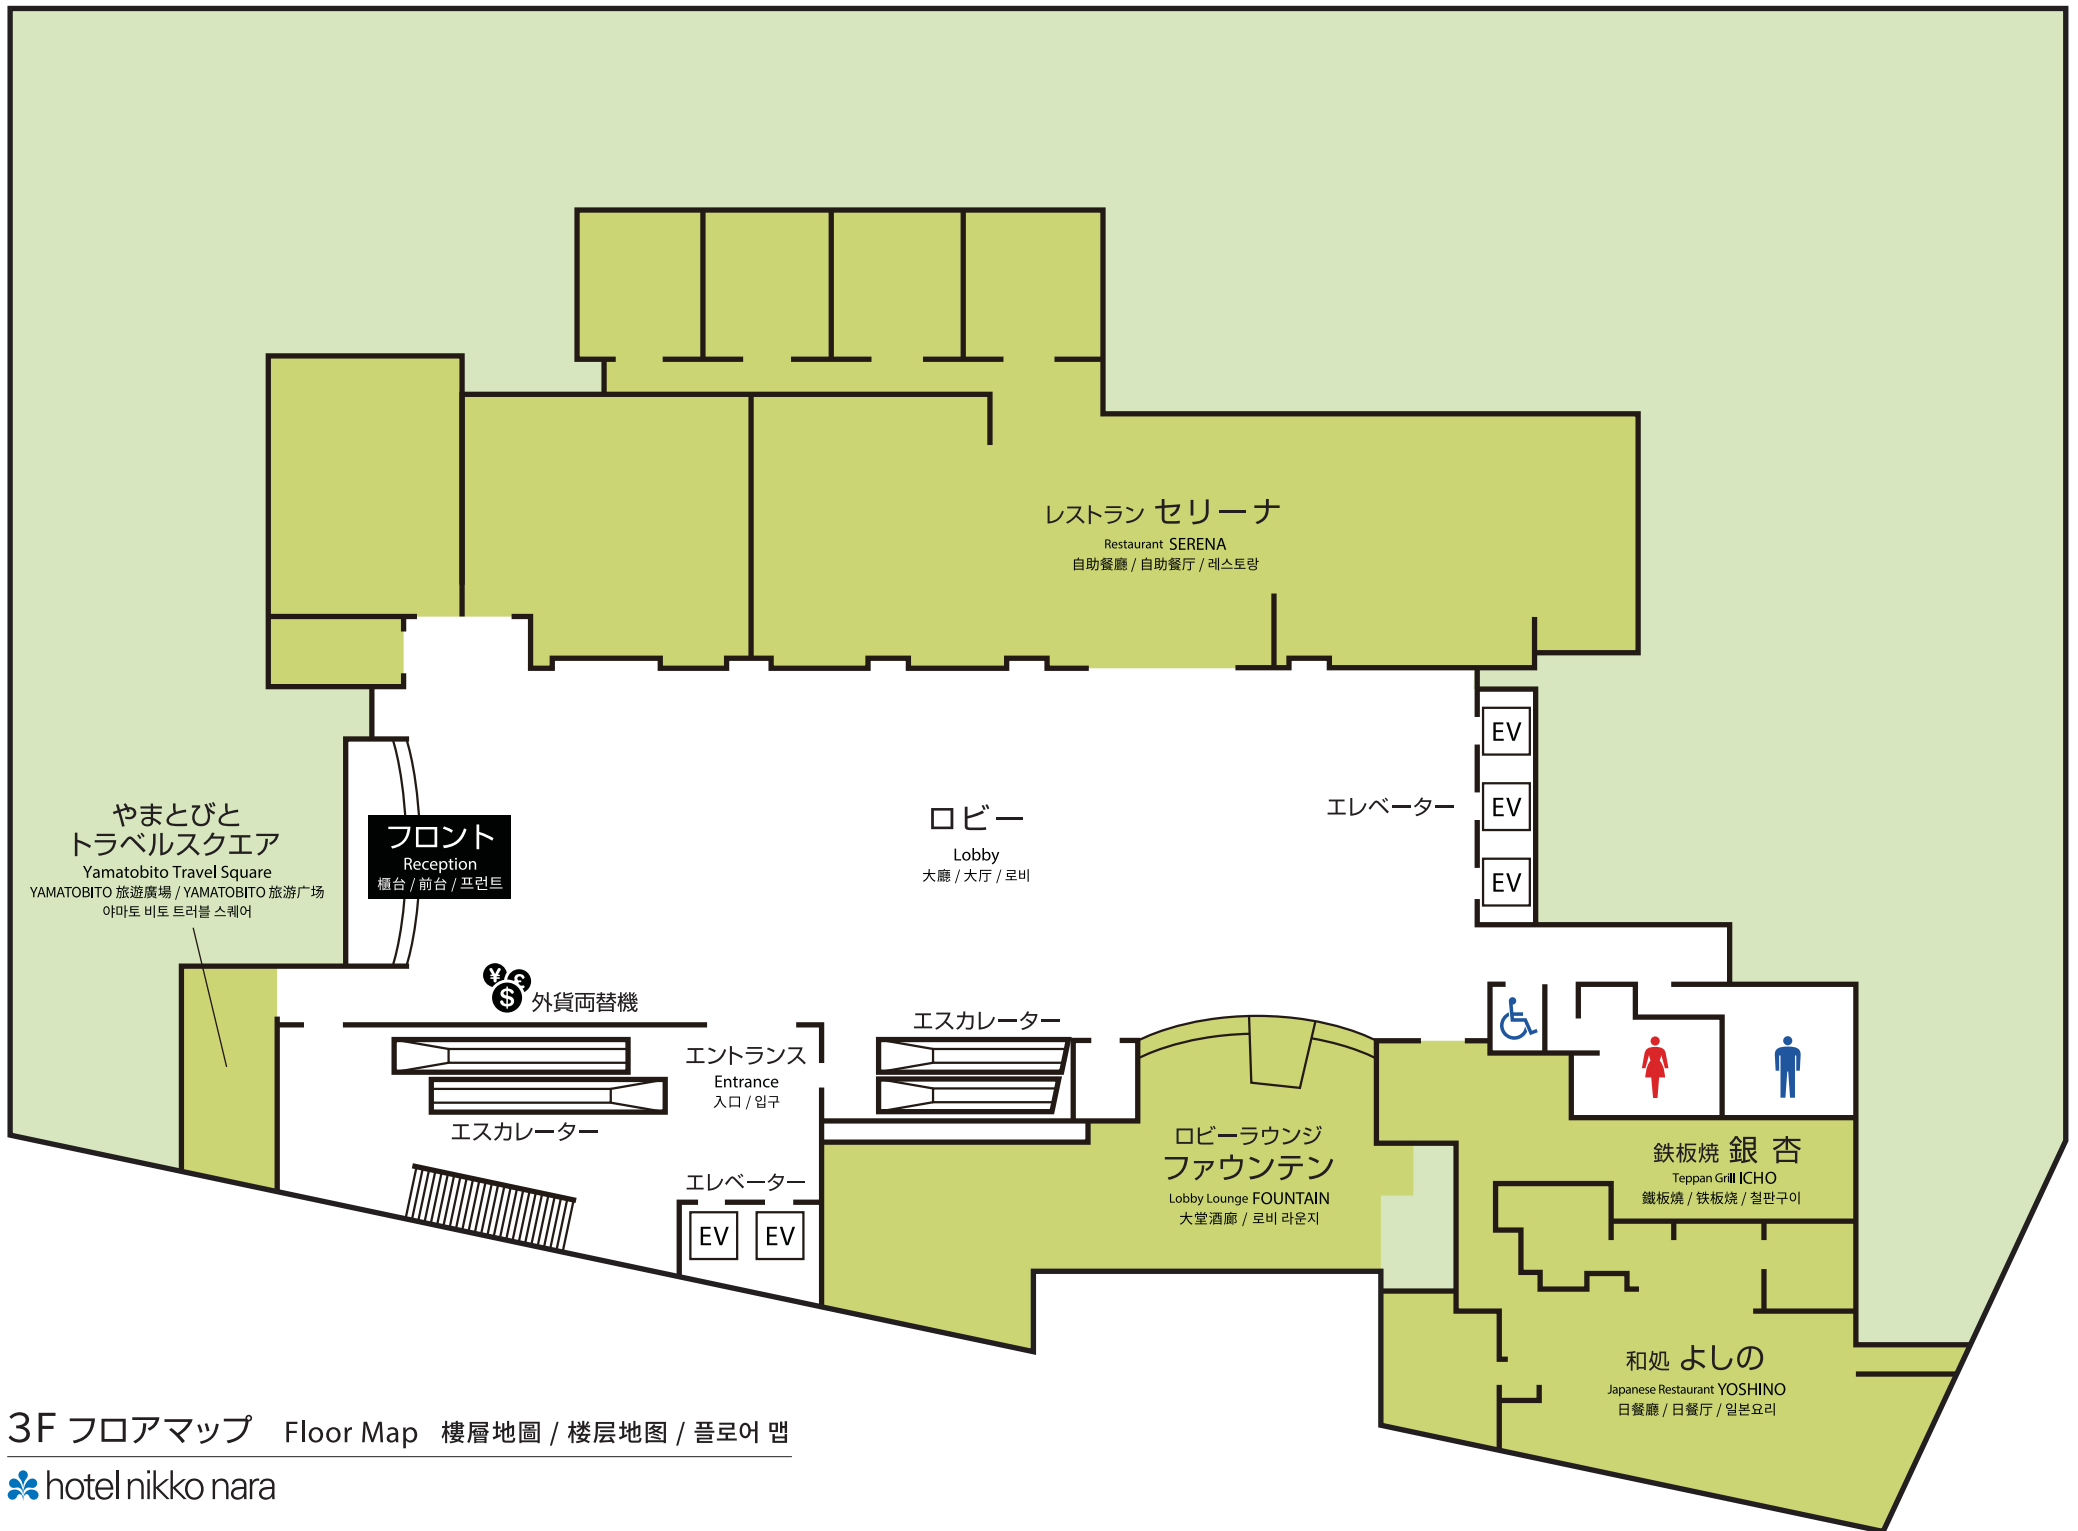 レストラン セリーナ
Restaurant SERENA
自助餐廳 / 自助餐厅 / 레스토랑
EV
EV
EV
エレベーター
ロビー
Lobby
大廳 / 大厅 / 로비
やまとびと
トラベルスクエア
Yamatobito Travel Square
YAMATOBITO 旅遊廣場 / YAMATOBITO 旅游广场
야마토 비토 트러블 스퀘어
フロント
Reception
櫃台 / 前台 / 프런트
¥ £ $
外貨両替機
エスカレーター
エントランス
Entrance
入口 / 입구
エスカレーター
エレベーター
EV EV
ロビーラウンジ
ファウンテン
Lobby Lounge FOUNTAIN
大堂酒廊 / 로비 라운지
鉄板焼 銀杏
Teppan Grill ICHO
鐵板燒 / 铁板烧 / 철판구이
和処 よしの
Japanese Restaurant YOSHINO
日餐廳 / 日餐厅 / 일본요리
3F フロアマップ Floor Map 樓層地圖 / 楼层地图 / 플로어 맵
hotel nikko nara